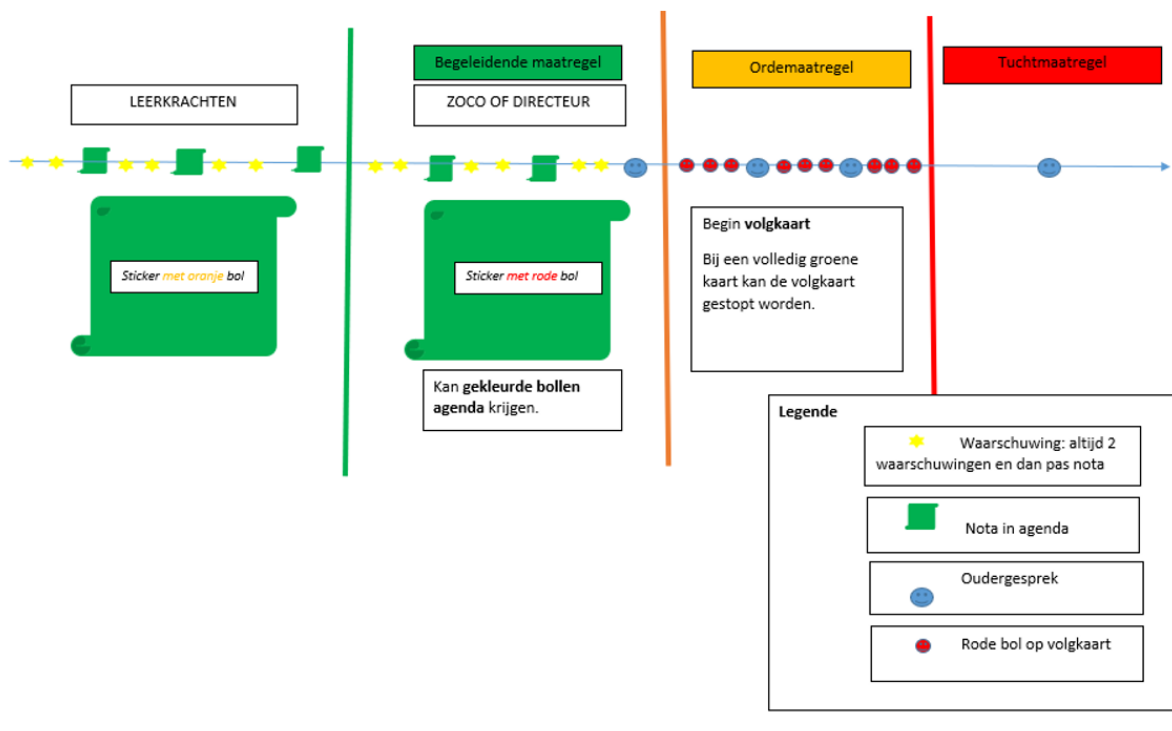 Begeleidende maatregel
Ordemaatregel
Tuchtmaatregel
LEERKRACHTEN
ZOCO OF DIRECTEUR
Sticker met oranje bol
Sticker met rode bol
Begin volgkaart
Bij een volledig groene
kaart kan de volgkaart
gestopt worden.
Kan gekleurde bollen
agenda krijgen.
Legende
Waarschuwing: altijd 2
waarschuwingen en dan pas nota
Nota in agenda
Oudergesprek
Rode bol op volgkaart